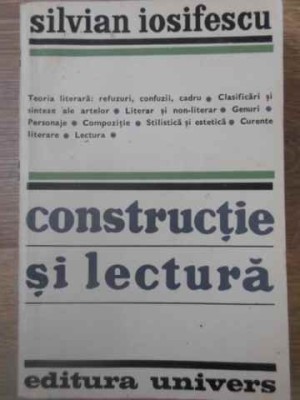 silvian iosifescu
Teoria literară: refuzuri, confuzii, cadru ● Clasificări și
sinteze ale artelor ● Literar și non-literar ● Genuri ●
Personaje ● Compoziție ● Stilistică și estetică ● Curente
literare ● Lectura ●
construcție
și lectură
editura univers